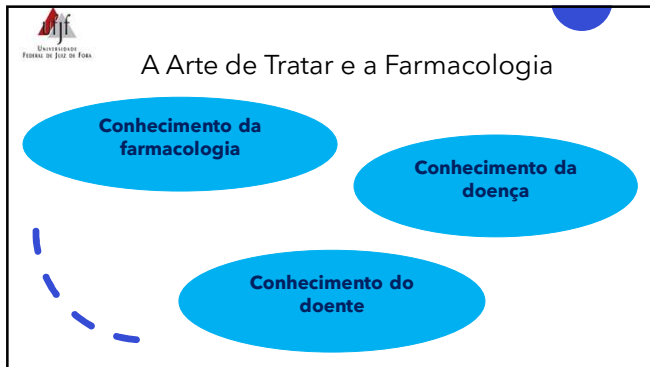 ufjf
UNIVERSIDADE
FEDERAL DE JUIZ DE FORA
A Arte de Tratar e a Farmacologia
Conhecimento da
farmacologia
Conhecimento da
doença
Conhecimento do
doente